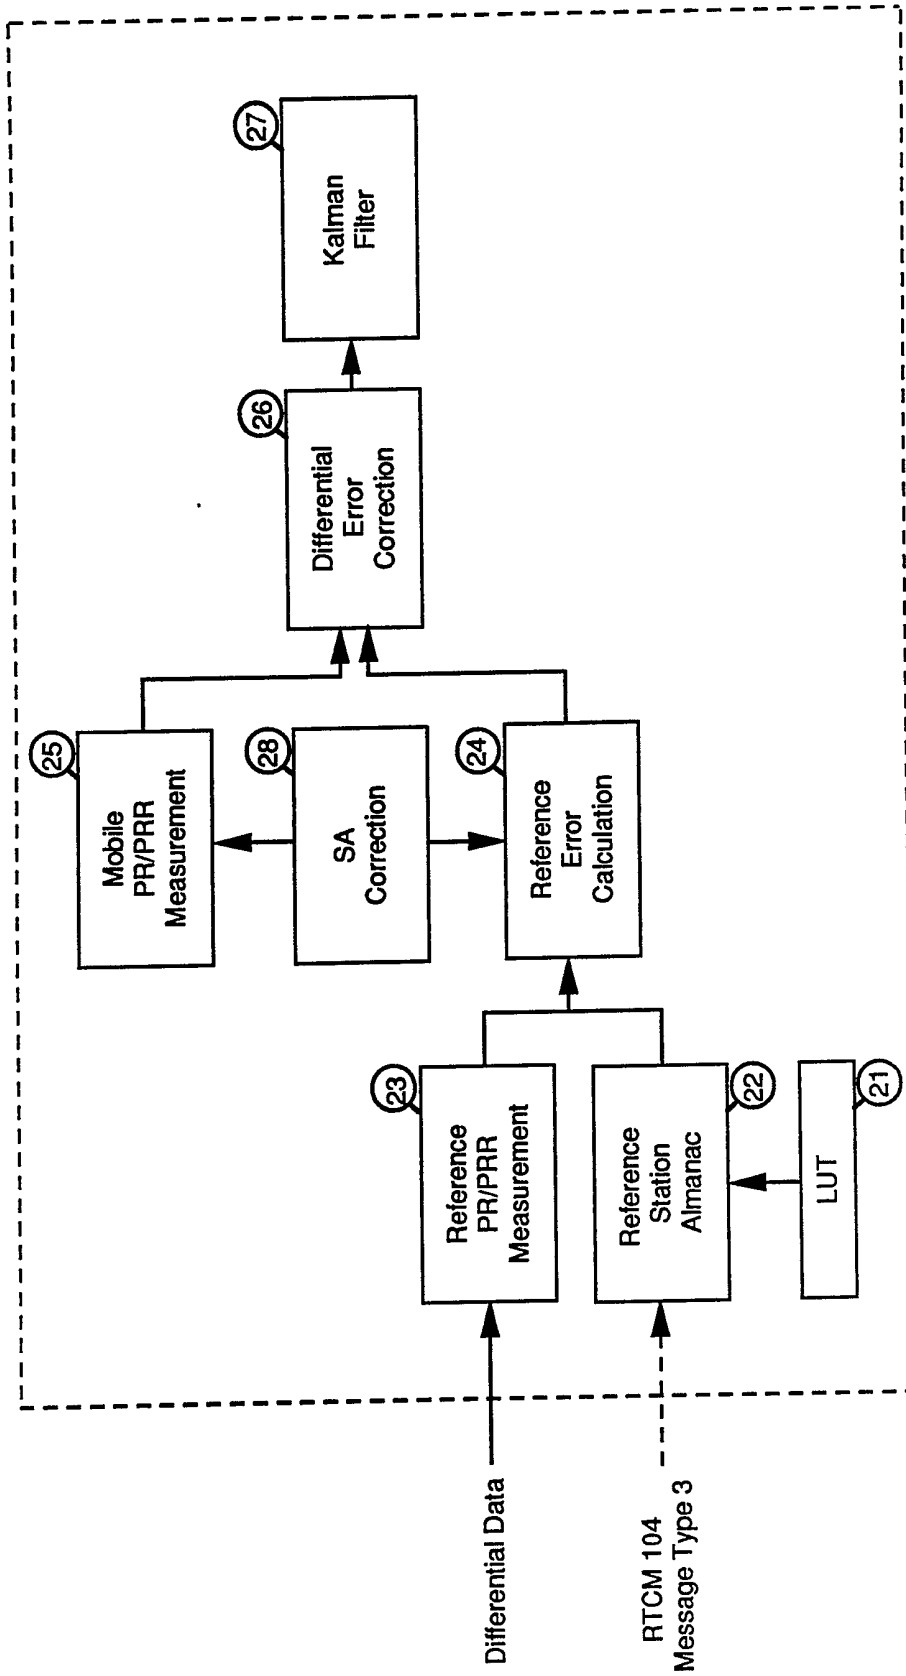 Differential Data
RTCM 104
Message Type 3
23
Reference
PR/PRR
Measurement
22
Reference
Station
Almanac
21
LUT
25
Mobile
PR/PRR
Measurement
28
SA
Correction
24
Reference
Error
Calculation
26
Differential
Error
Correction
27
Kalman
Filter